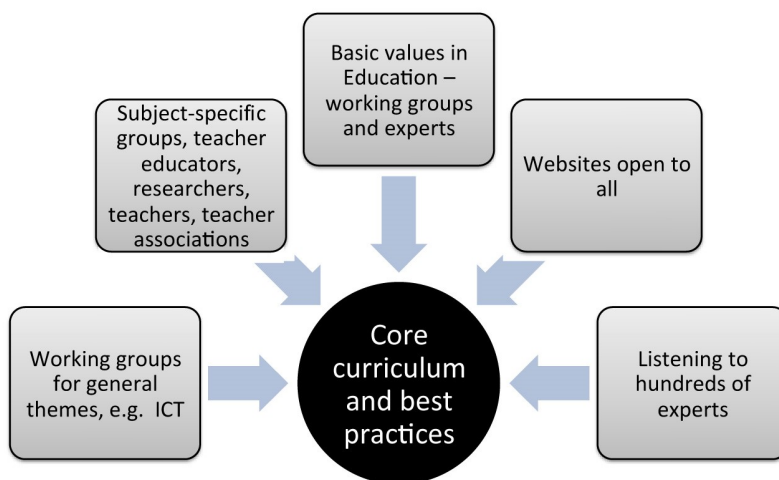 Basic values in
Education –
working groups
and experts
Subject-specific
groups, teacher
educators,
researchers,
teachers, teacher
associations
Websites open to
all
Working groups
for general
themes, e.g. ICT
Core
curriculum
and best
practices
Listening to
hundreds of
experts